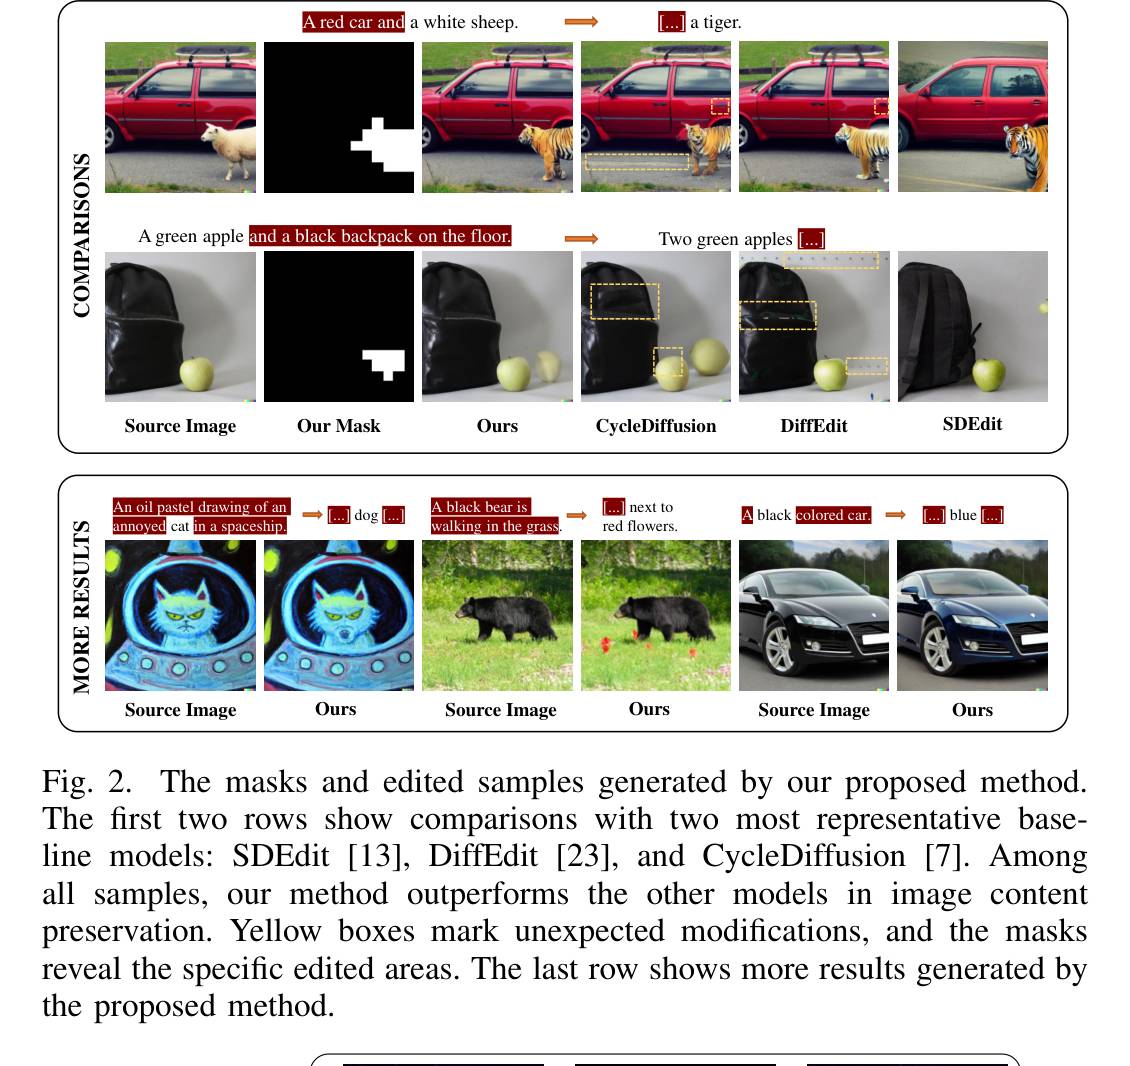 A red car and a white sheep. [...] a tiger.
COMPARISONS
A green apple and a black backpack on the floor. Two green apples [...]
Source Image Our Mask Ours CycleDiffusion DiffEdit SDEdit
An oil pastel drawing of an
annoyed cat in a spaceship. [...] dog [...]
A black bear is
walking in the grass. [...] next to
red flowers.
A black colored car. [...] blue [...]
MORE RESULTS
Source Image Ours Source Image Ours Source Image Ours
Fig. 2. The masks and edited samples generated by our proposed method.
The first two rows show comparisons with two most representative base-
line models: SDEdit [13], DiffEdit [23], and CycleDiffusion [7]. Among
all samples, our method outperforms the other models in image content
preservation. Yellow boxes mark unexpected modifications, and the masks
reveal the specific edited areas. The last row shows more results generated by
the proposed method.